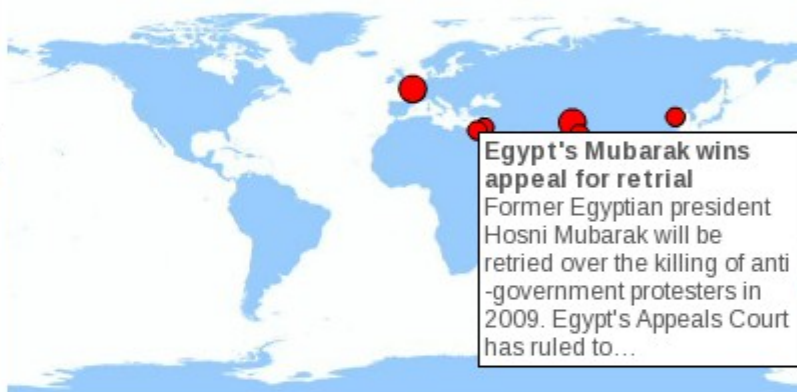 Egypt's Mubarak wins
appeal for retrial
Former Egyptian president
Hosni Mubarak will be
retried over the killing of anti
-government protesters in
2009. Egypt's Appeals Court
has ruled to…